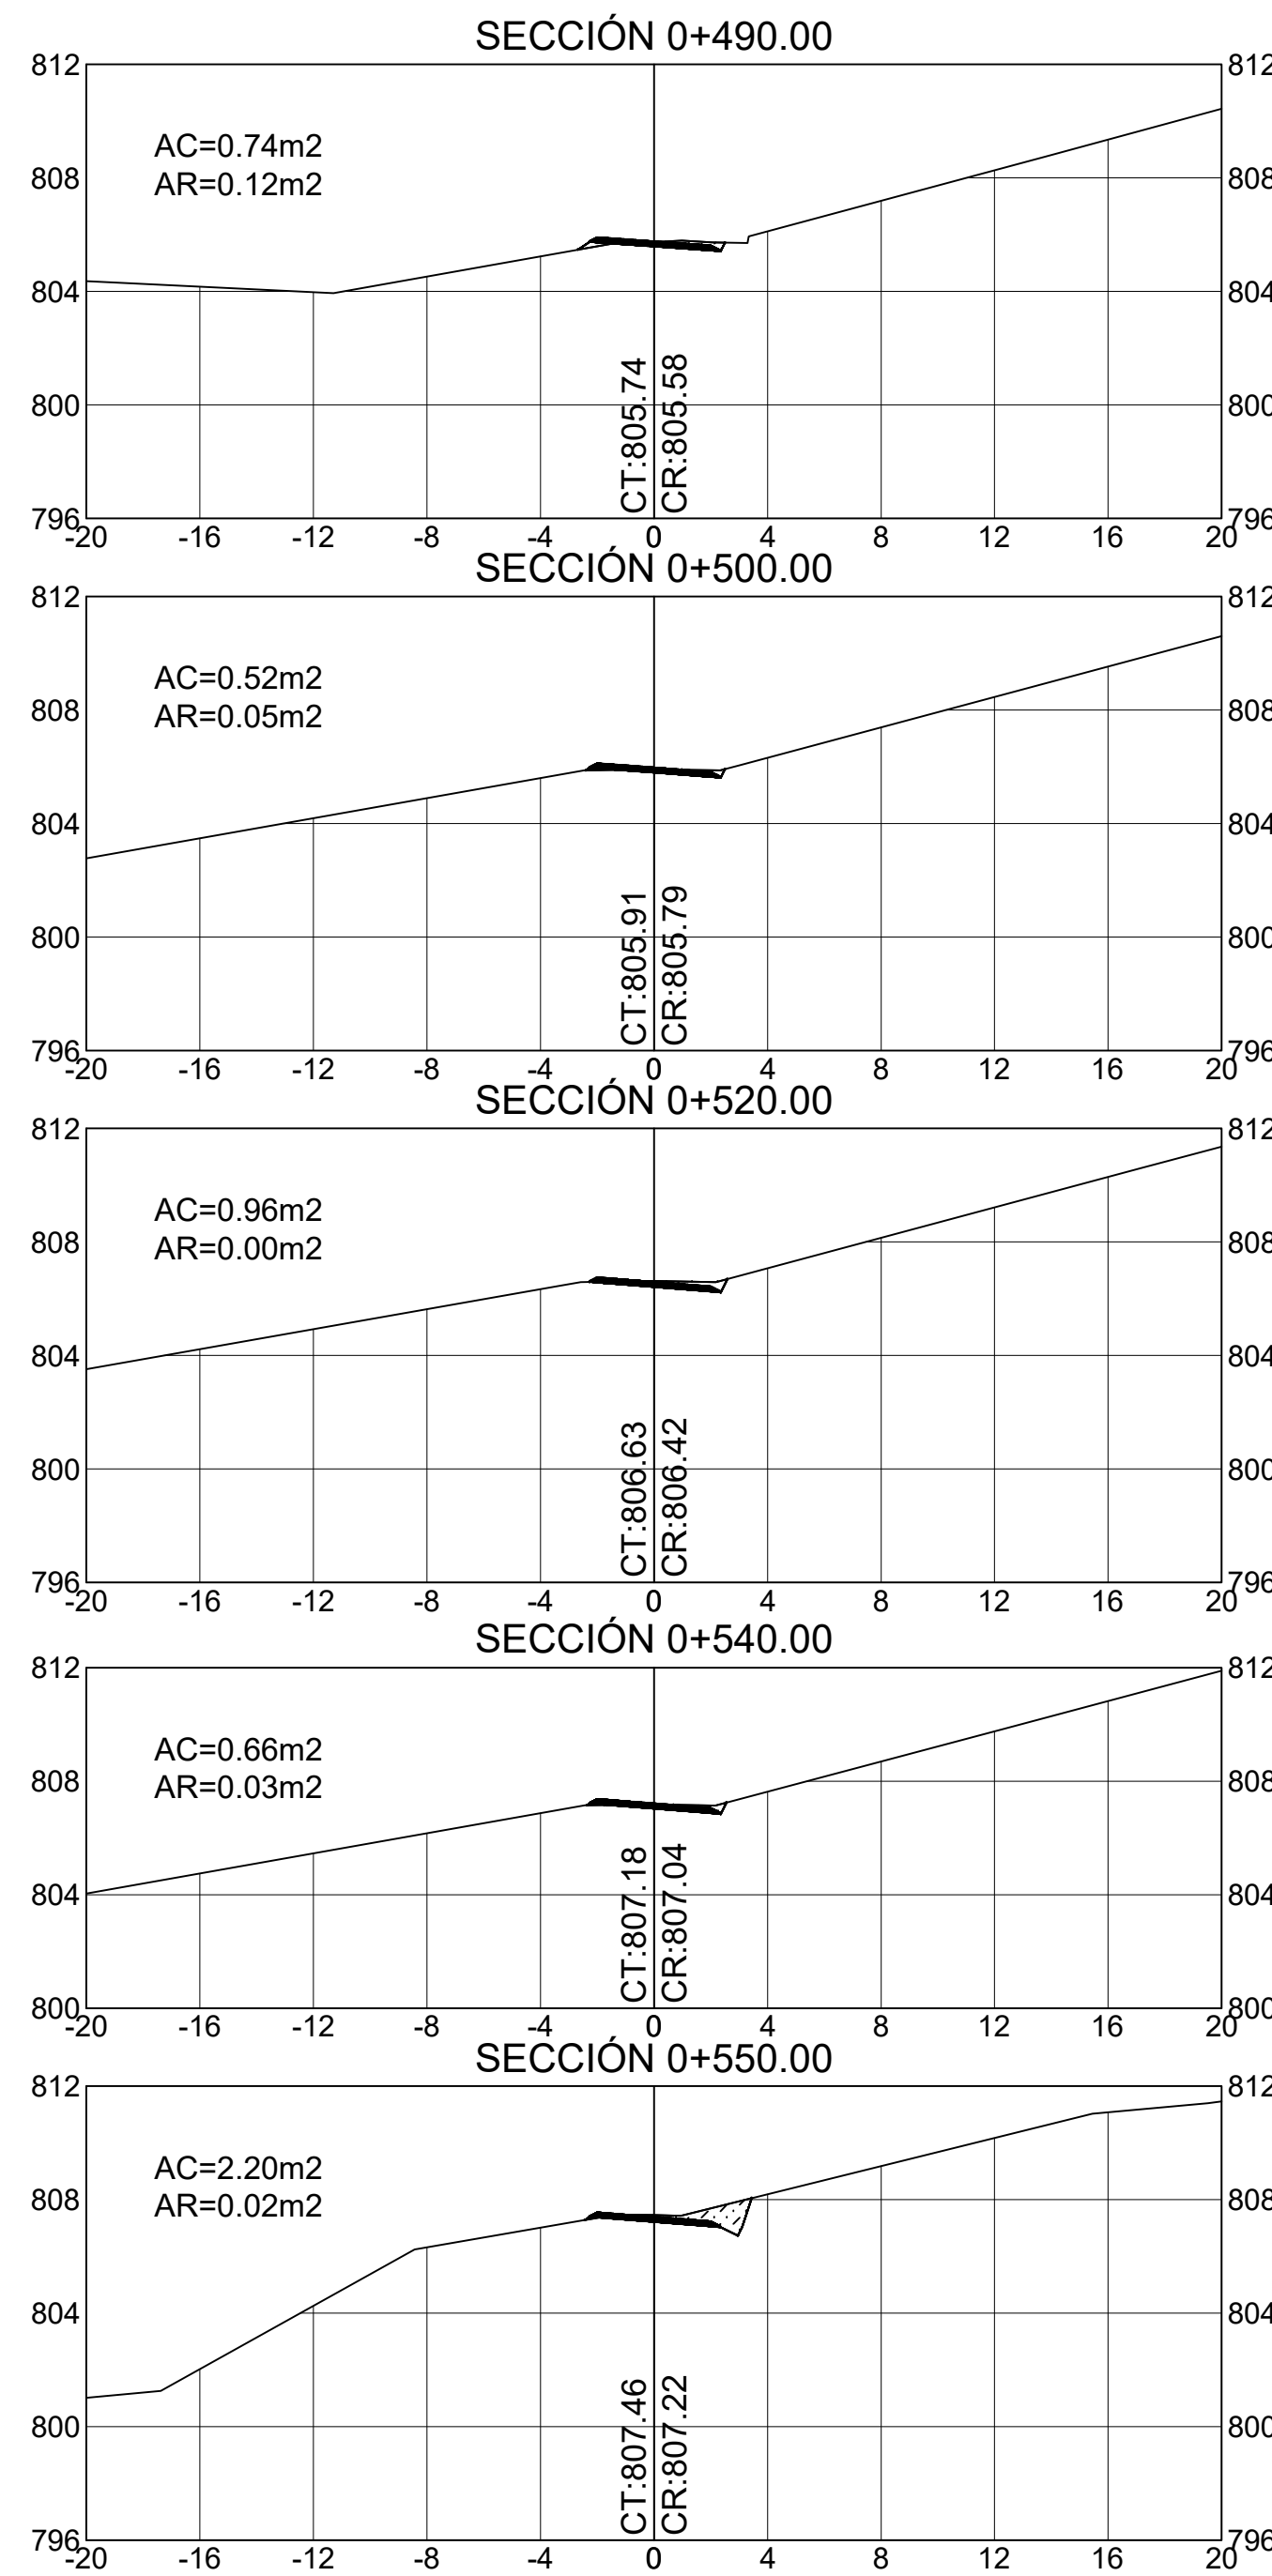 SECCIÓN 0+490.00
812 812
AC=0.74m2
AR=0.12m2
808 808
804 804
CT:805.74
CR:805.58
800 800
796 796
-20 -16 -12 -8 -4 0 4 8 12 16 20
SECCIÓN 0+500.00
812 812
AC=0.52m2
AR=0.05m2
808 808
804 804
CT:805.91
CR:805.79
800 800
796 796
-20 -16 -12 -8 -4 0 4 8 12 16 20
SECCIÓN 0+520.00
812 812
AC=0.96m2
AR=0.00m2
808 808
804 804
CT:806.63
CR:806.42
800 800
796 796
-20 -16 -12 -8 -4 0 4 8 12 16 20
SECCIÓN 0+540.00
812 812
AC=0.66m2
AR=0.03m2
808 808
CT:807.18
CR:807.04
804 804
800 800
-20 -16 -12 -8 -4 0 4 8 12 16 20
SECCIÓN 0+550.00
812 812
AC=2.20m2
AR=0.02m2
808 808
804 804
CT:807.46
CR:807.22
800 800
796 796
-20 -16 -12 -8 -4 0 4 8 12 16 20